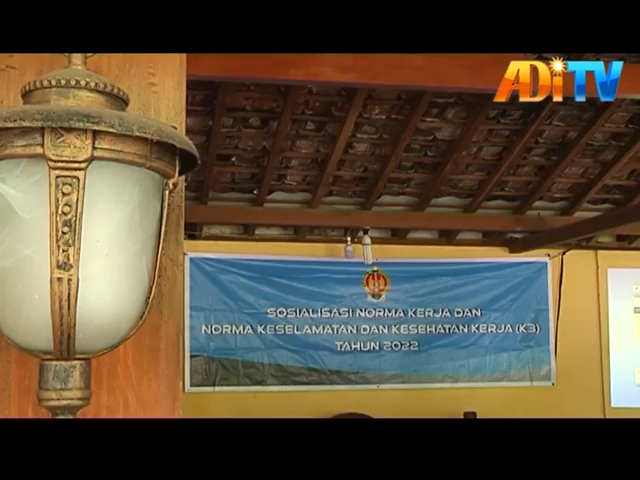 ADiTV
SOSIALISASI NORMA KERJA DAN
NORMA KESELAMATAN DAN KESEHATAN KERJA (K3)
TAHUN 2022